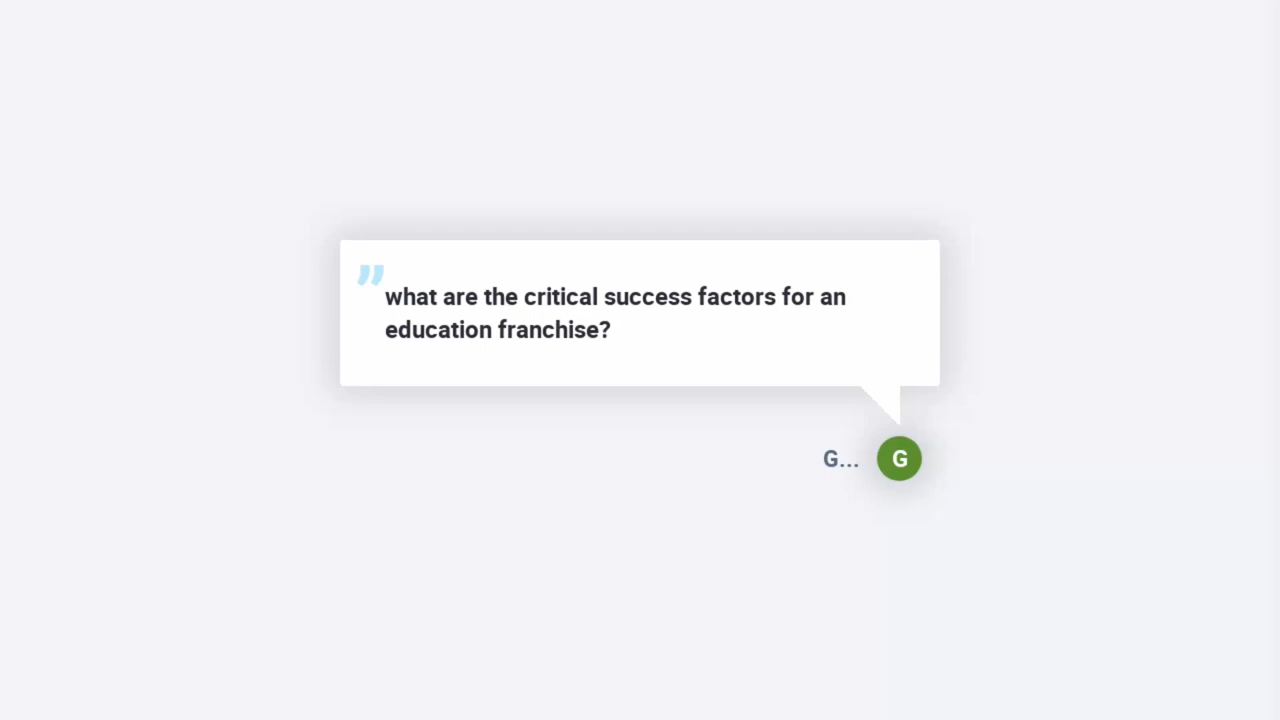 ”
what are the critical success factors for an
education franchise?
G... G